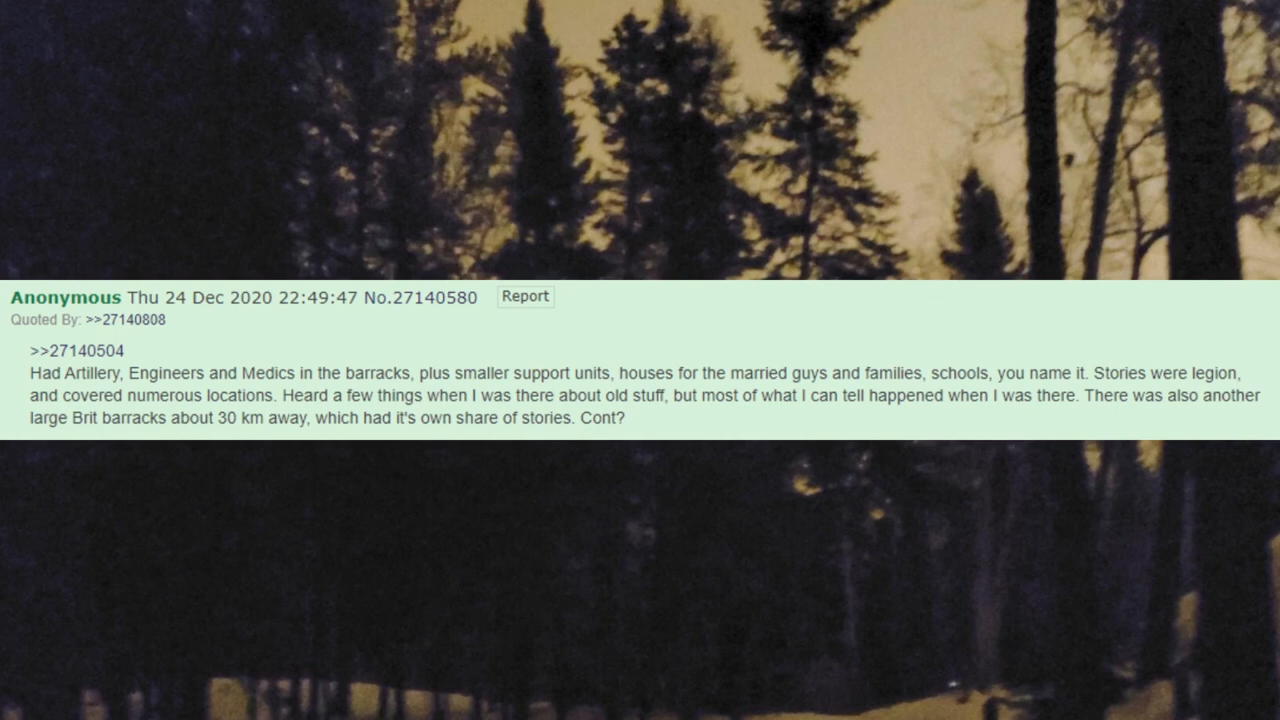 Anonymous Thu 24 Dec 2020 22:49:47 No.27140580 Report
Quoted By: >>27140808
>>27140504
Had Artillery, Engineers and Medics in the barracks, plus smaller support units, houses for the married guys and families, schools, you name it. Stories were legion,
and covered numerous locations. Heard a few things when I was there about old stuff, but most of what I can tell happened when I was there. There was also another
large Brit barracks about 30 km away, which had it's own share of stories. Cont?